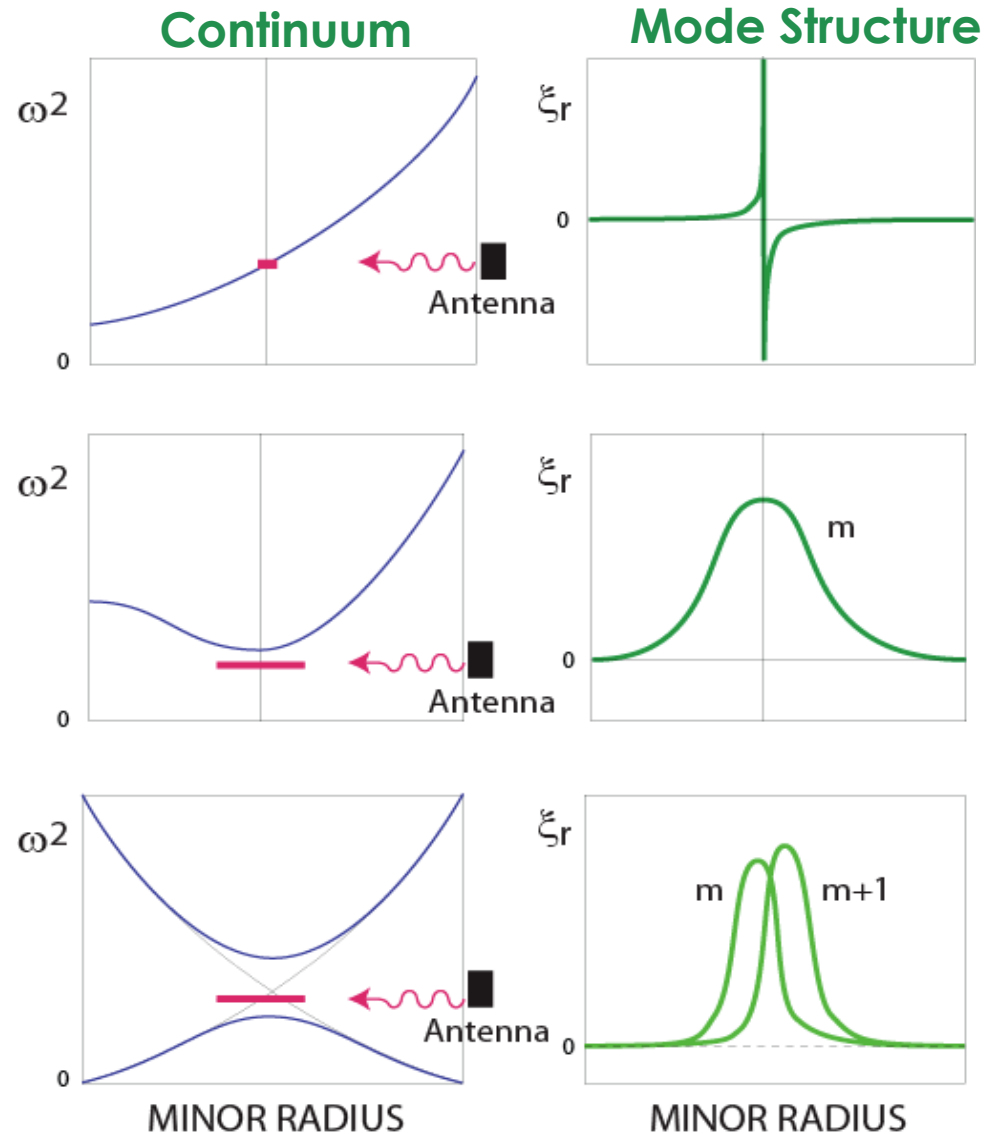 Continuum
Mode Structure
ω2
0
Antenna
ξr
0
ω2
0
Antenna
ξr
0
m
ω2
0
Antenna
MINOR RADIUS
ξr
0
m
m+1
MINOR RADIUS